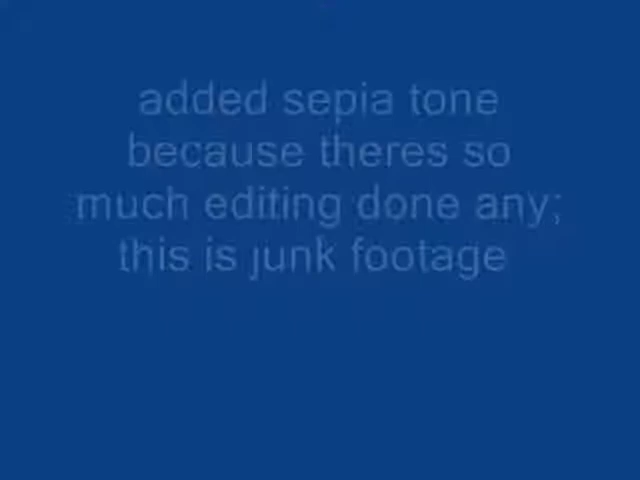 added sepia tone
because theres so
much editing done any;
this is junk footage